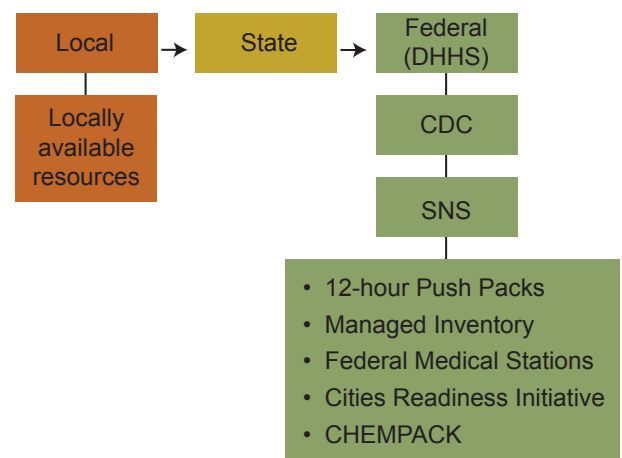 Local
State
Federal
(DHHS)
Locally
available
resources
CDC
SNS
• 12-hour Push Packs
• Managed Inventory
• Federal Medical Stations
• Cities Readiness Initiative
• CHEMPACK